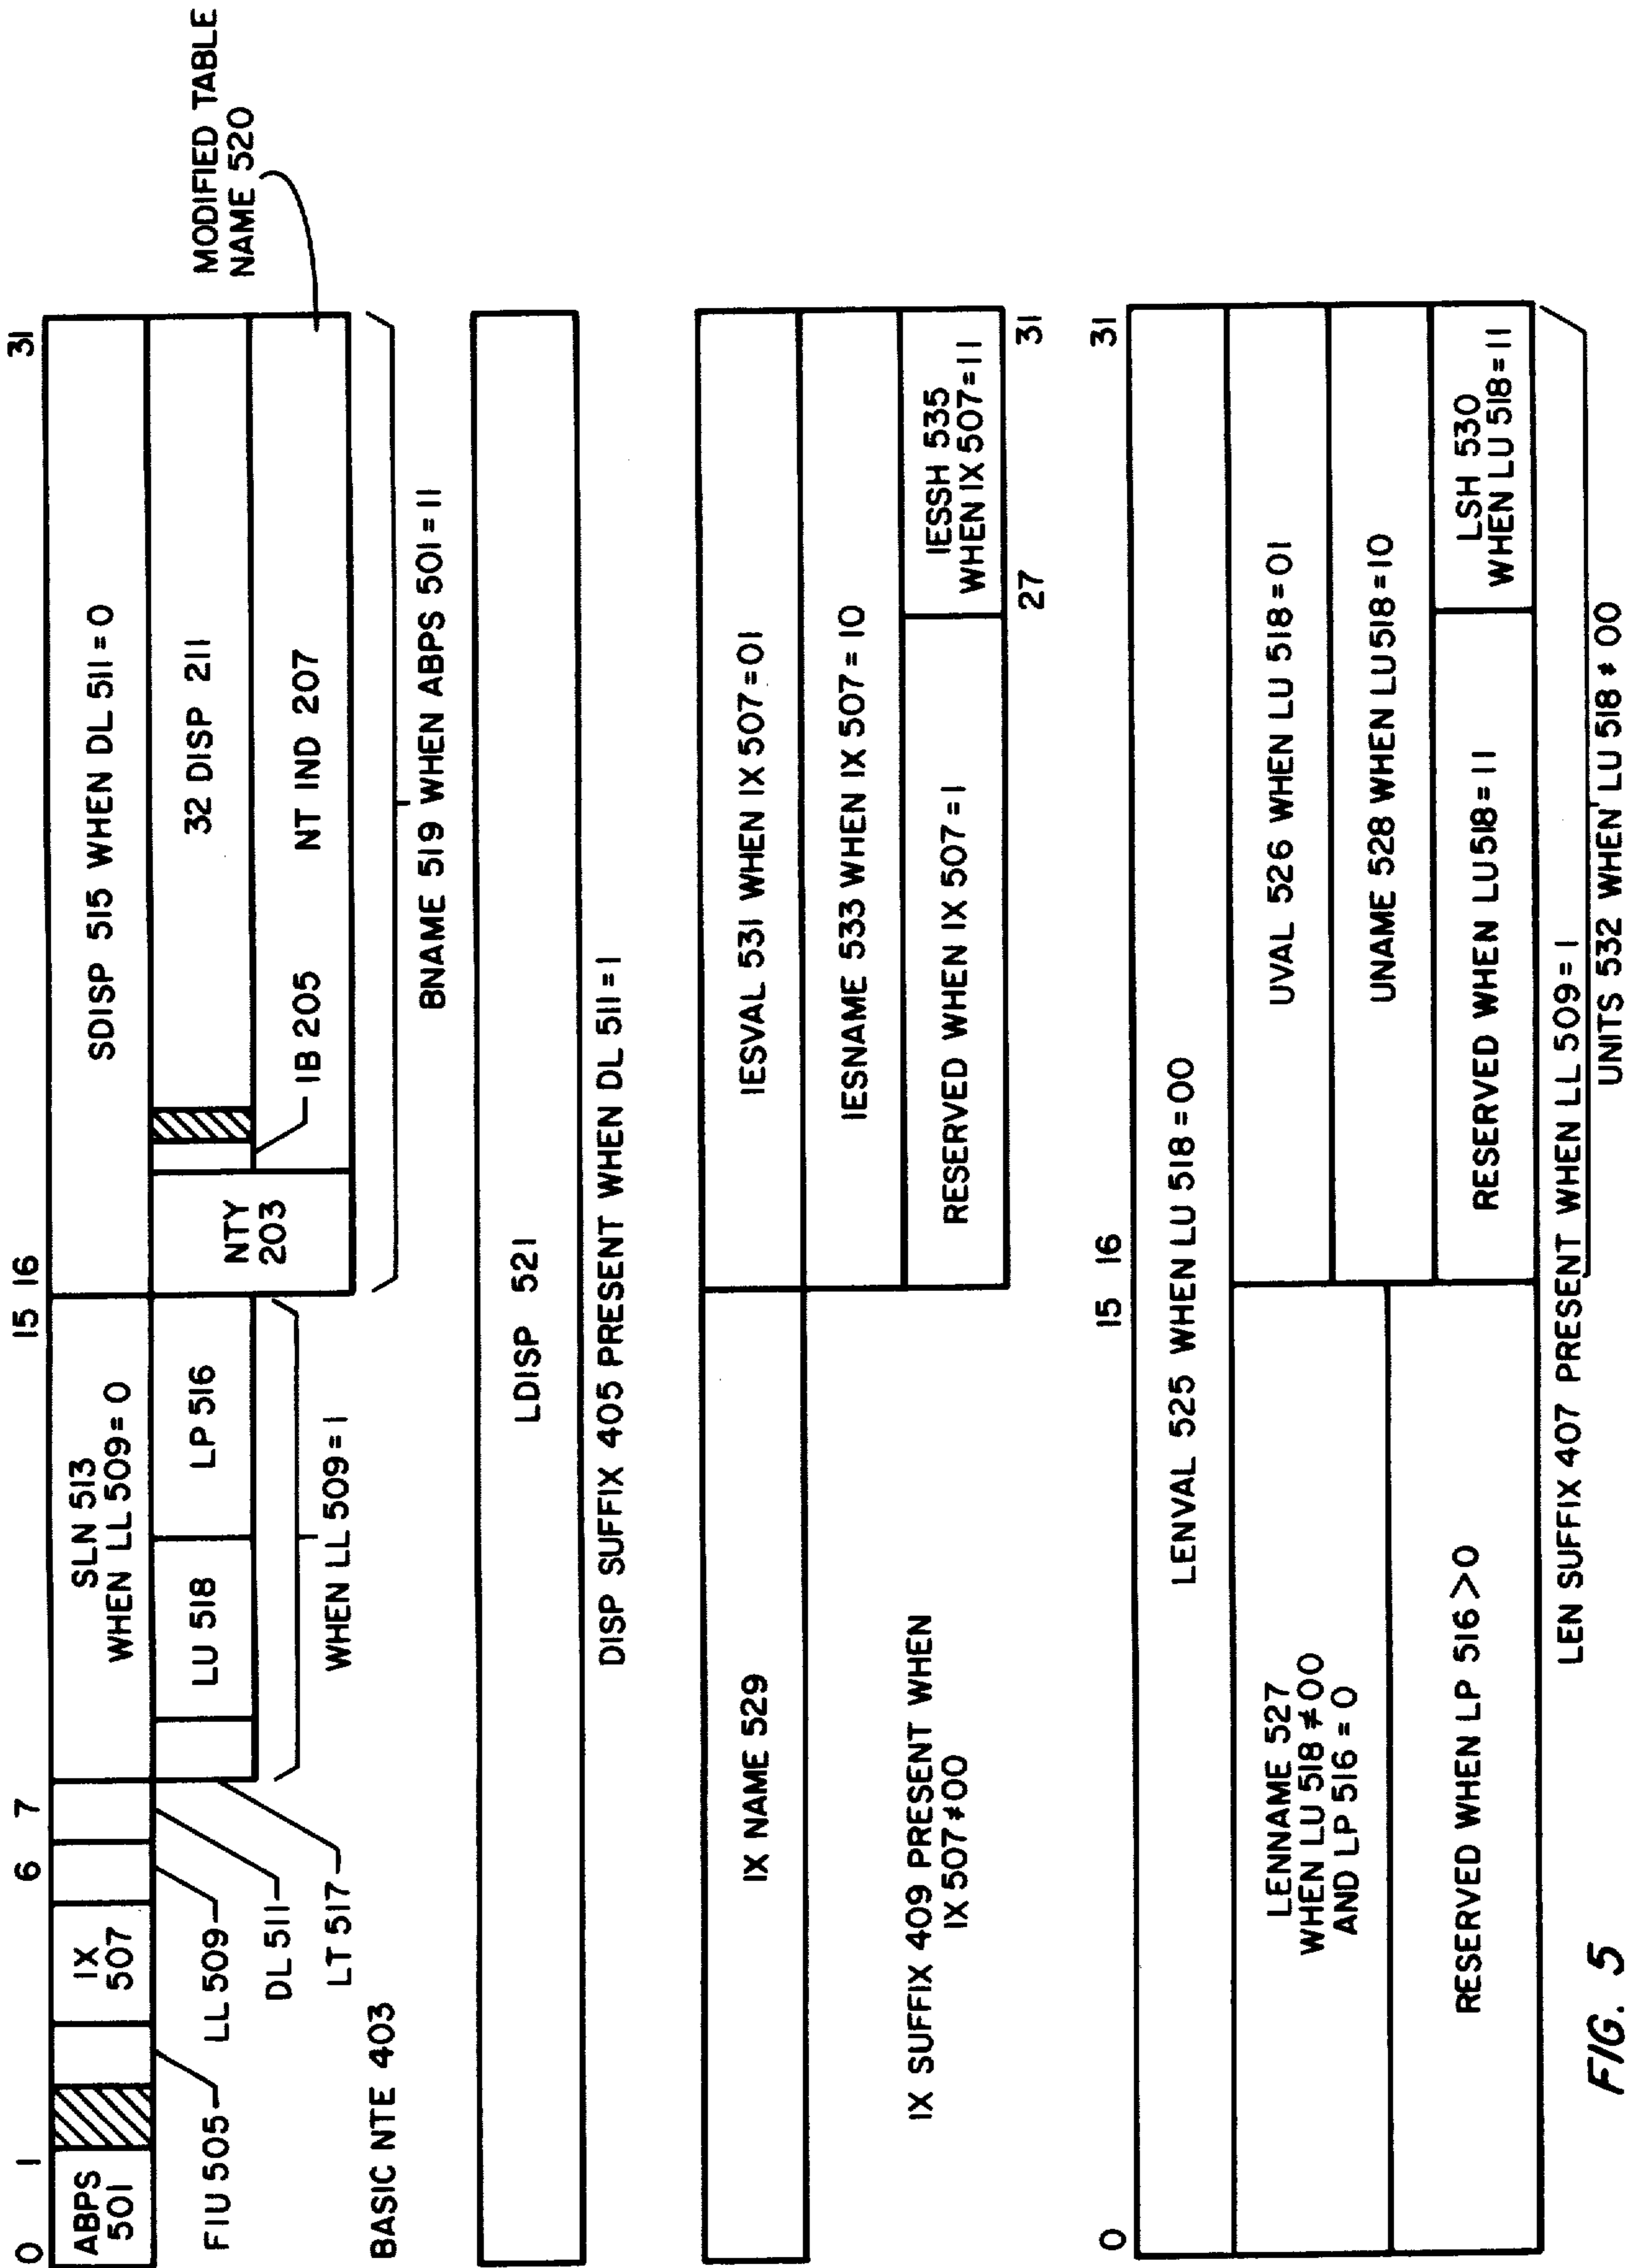 0 1 6 7 15 16 31
ABPS
501
IX
507
SLN 513
WHEN LL 509 = 0
SDISP 515 WHEN DL 511 = 0
LU 518
LP 516
NTY
203
32 DISP 211
IB 205
NT IND 207
MODIFIED TABLE
NAME 520
FIU 505
LL 509
DL 511
LT 517
WHEN LL 509 = 1
BNAME 519 WHEN ABPS 501 = 11
BASIC NTE 403
LDISP 521
DISP SUFFIX 405 PRESENT WHEN DL 511 = 1
IX NAME 529
IESVAL 531 WHEN IX 507 = 01
IESNAME 533 WHEN IX 507 = 10
RESERVED WHEN IX 507 = 1
IESSH 535
WHEN IX 507 = 11
27 31
IX SUFFIX 409 PRESENT WHEN
IX 507 ≠ 00
0 15 16 31
LENVAL 525 WHEN LU 518 = 00
LENNAME 527
WHEN LU 518 ≠ 00
AND LP 516 = 0
UVAL 526 WHEN LU 518 = 01
UNAME 528 WHEN LU 518 = 10
RESERVED WHEN LP 516 > 0
RESERVED WHEN LU 518 = 11
LSH 530
WHEN LU 518 = 11
LEN SUFFIX 407 PRESENT WHEN LL 509 = 1
UNITS 532 WHEN LU 518 ≠ 00
FIG. 5